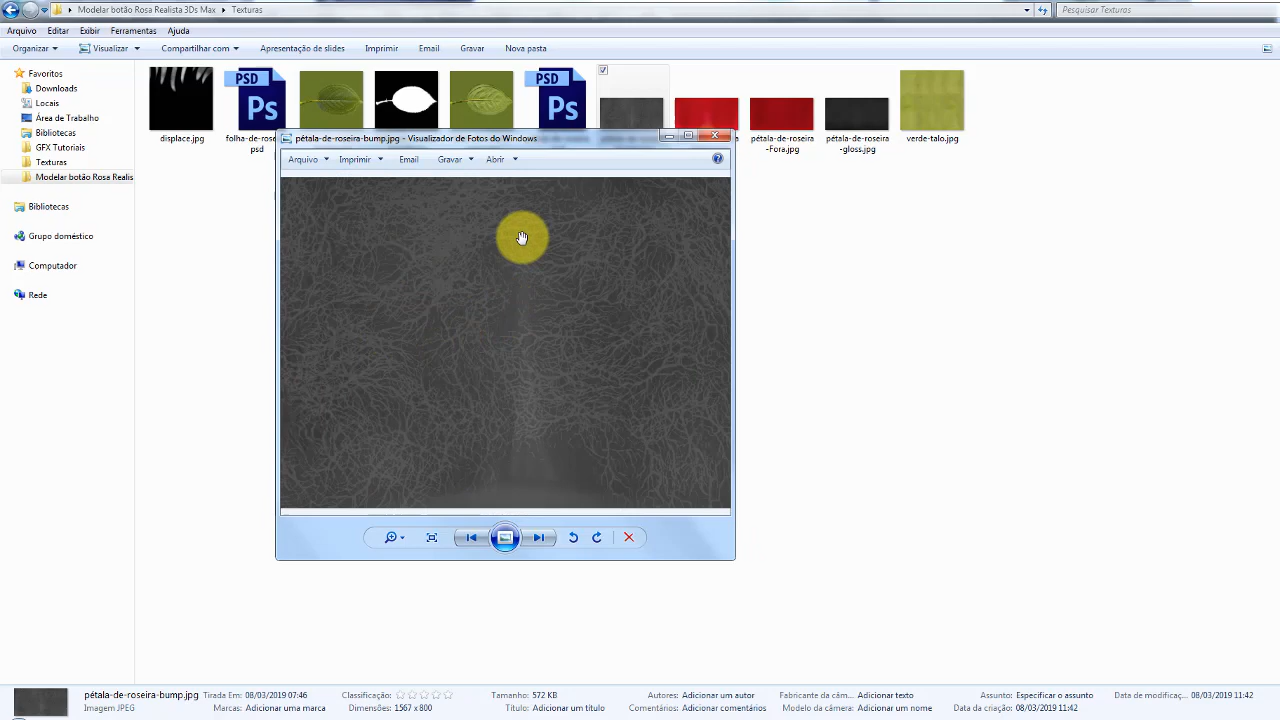 Modelar botão Rosa Realista 3Ds Max
Texturas
Pesquisar Texturas
Arquivo Editar Exibir Ferramentas Ajuda
Organizar Visualizar Compartilhar com Apresentação de slides Imprimir Email Gravar Nova pasta
Favoritos
Downloads
Locais
Área de Trabalho
Bibliotecas
GFX Tutoriais
Texturas
Modelar botão Rosa Realis
Bibliotecas
Grupo doméstico
Computador
Rede
PSD
Ps
PSD
Ps
displace.jpg
psd
pétala-de-roseira
-Fora.jpg
pétala-de-roseira
-gloss.jpg
verde-talo.jpg
pétala-de-roseira-bump.jpg - Visualizador de Fotos do Windows
Arquivo Imprimir Email Gravar Abrir
pétala-de-roseira-bump.jpg Tirada Em: 08/03/2019 07:46 Classificação: Tamanho: 572 KB Autores: Adicionar um autor Fabricante da câm... Adicionar texto Assunto: Especificar o assunto Data de modificaç... 08/03/2019 11:42
Imagem JPEG Marcas: Adicionar uma marca Dimensões: 1567 x 800 Título: Adicionar um título Comentários: Adicionar comentários Modelo da câmera: Adicionar um nome Data da criação: 08/03/2019 11:42